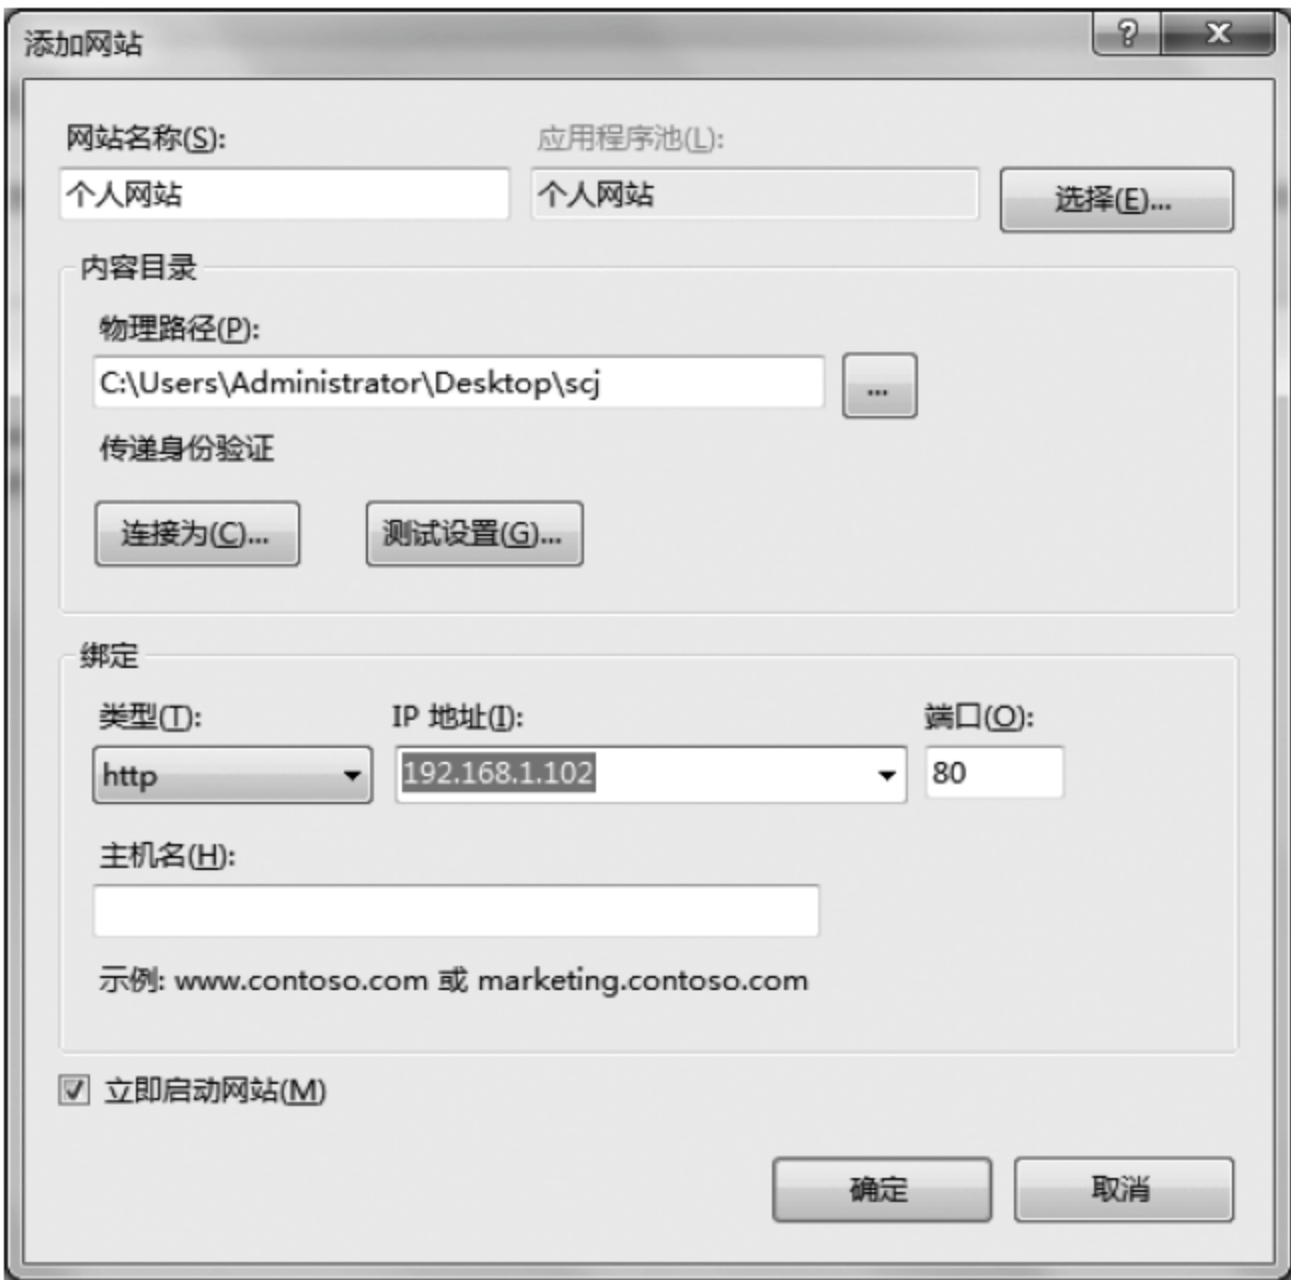 添加网站
网站名称(S):
应用程序池(L):
个人网站
个人网站
选择(E)...
内容目录
物理路径(P):
C:\Users\Administrator\Desktop\scj
...
传递身份验证
连接为(C)...
测试设置(G)...
绑定
类型(T):
IP 地址(I):
端口(O):
http
192.168.1.102
80
主机名(H):
示例: www.contoso.com 或 marketing.contoso.com
立即启动网站(M)
确定
取消